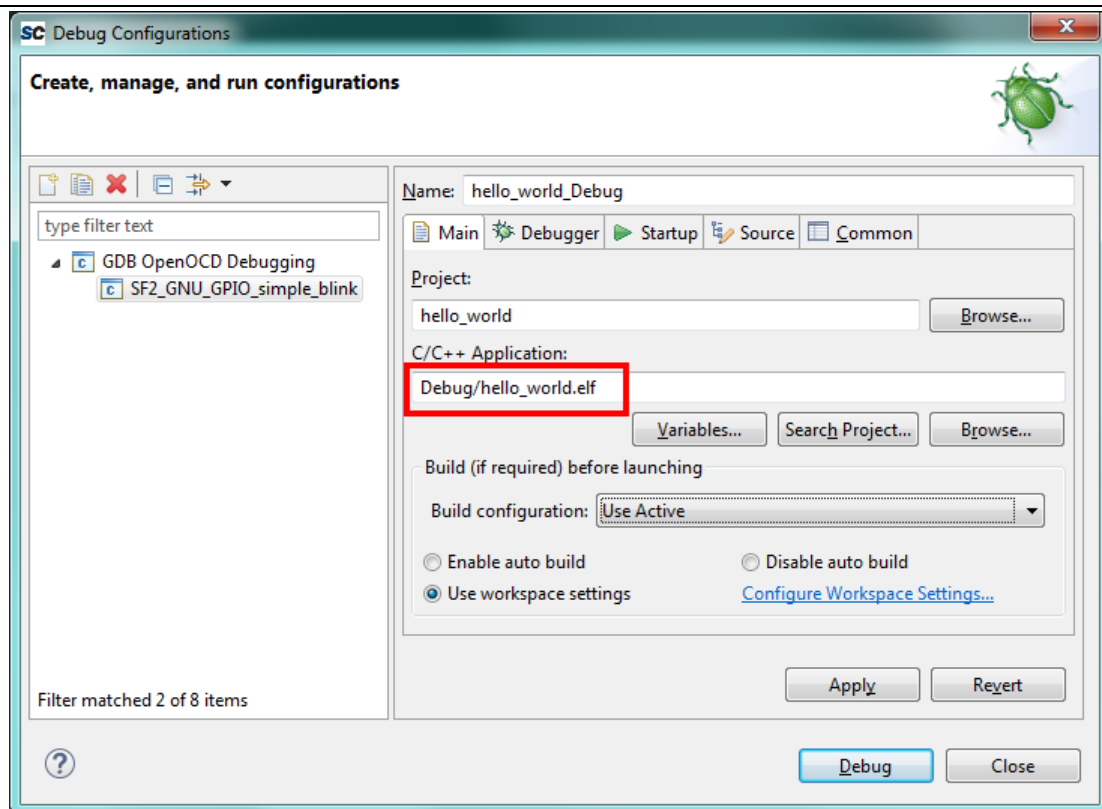 SC Debug Configurations
Create, manage, and run configurations
type filter text
GDB OpenOCD Debugging
SF2_GNU_GPIO_simple_blink
Filter matched 2 of 8 items
Name: hello_world_Debug
Main Debugger Startup Source Common
Project:
hello_world Browse...
C/C++ Application:
Debug/hello_world.elf
Variables... Search Project... Browse...
Build (if required) before launching
Build configuration: Use Active
Enable auto build Disable auto build
Use workspace settings Configure Workspace Settings...
Apply Revert
? Debug Close